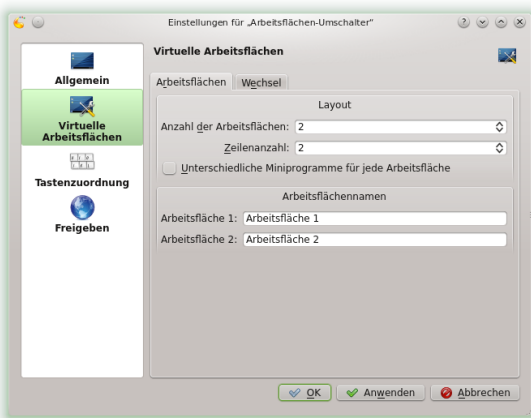 Einstellungen für „Arbeitsflächen-Umschalter"
Allgemein
Virtuelle
Arbeitsflächen
Tastenzuordnung
Freigeben
Virtuelle Arbeitsflächen
Arbeitsflächen Wechsel
Layout
Anzahl der Arbeitsflächen: 2
Zeilenanzahl: 2
Unterschiedliche Miniprogramme für jede Arbeitsfläche
Arbeitsflächennamen
Arbeitsfläche 1: Arbeitsfläche 1
Arbeitsfläche 2: Arbeitsfläche 2
OK Anwenden Abbrechen